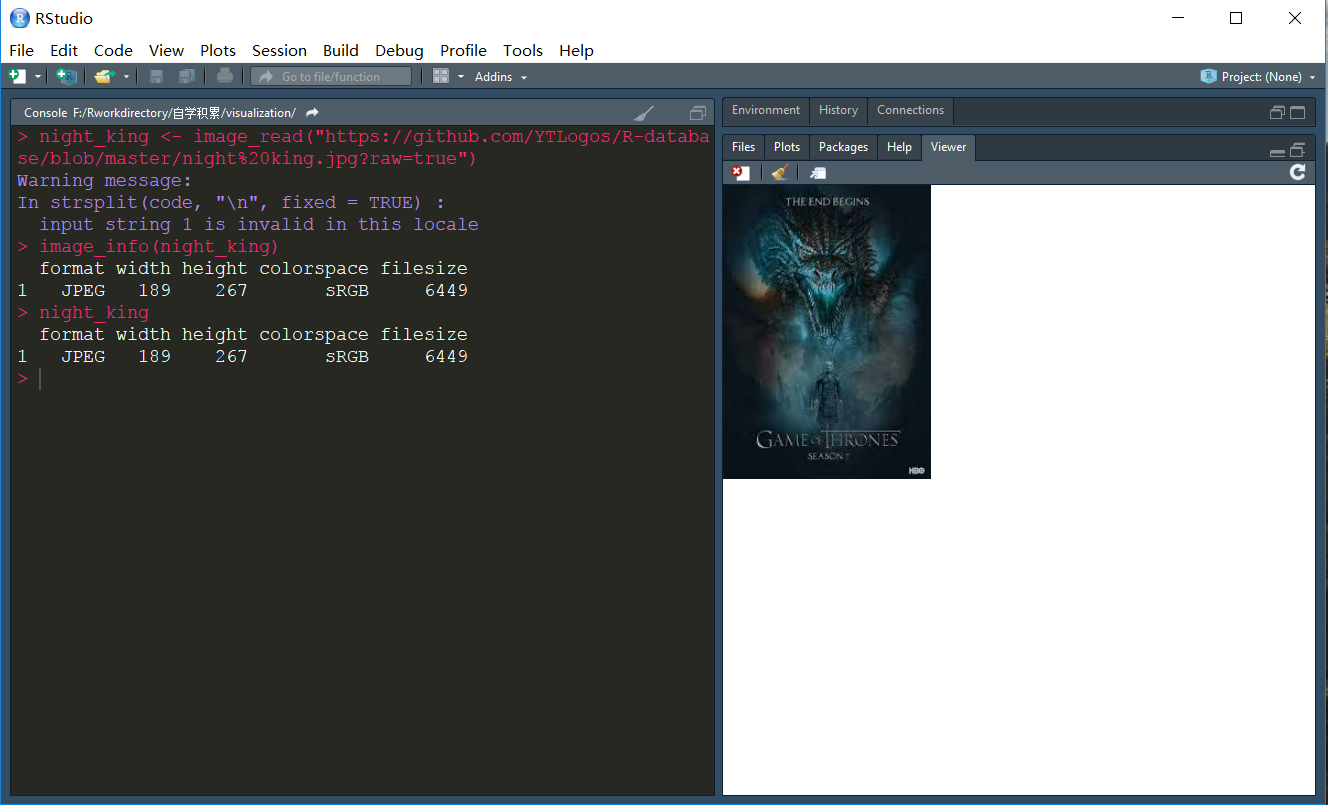 RStudio
File Edit Code View Plots Session Build Debug Profile Tools Help
Go to file/function
Addins
Project: (None)
Console F:/Rworkdirectory/自学积累/visualization/
> night_king <- image_read("https://github.com/YTLogos/R-databa
se/blob/master/night%20king.jpg?raw=true")
Warning message:
In strsplit(code, "\n", fixed = TRUE) :
input string 1 is invalid in this locale
> image_info(night_king)
format width height colorspace filesize
1 JPEG 189 267 sRGB 6449
> night_king
format width height colorspace filesize
1 JPEG 189 267 sRGB 6449
>
Environment History Connections
Files Plots Packages Help Viewer
THE END BEGINS
GAME OF THRONES
SEASON 7
HBO